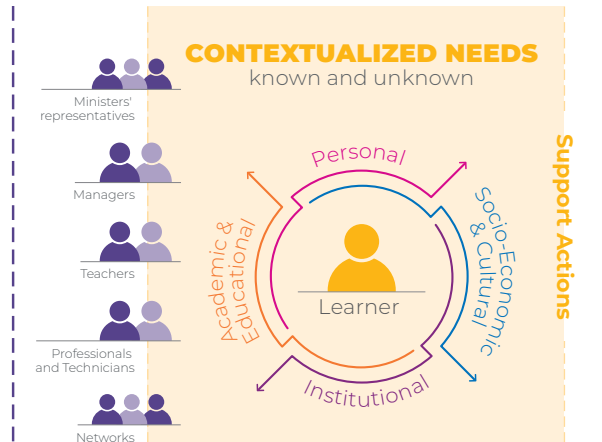 CONTEXTUALIZED NEEDS
known and unknown
Ministers'
representatives
Managers
Teachers
Professionals
and Technicians
Networks
Personal
Socio-Economic
& Cultural
Academic &
Educational
Institutional
Learner
Support Actions